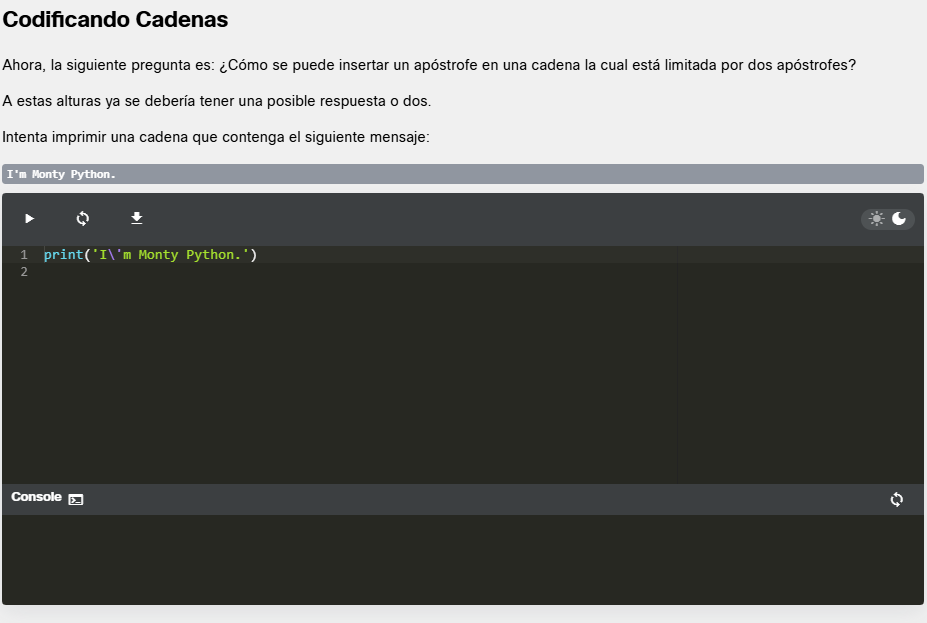 Codificando Cadenas
Ahora, la siguiente pregunta es: ¿Cómo se puede insertar un apóstrofe en una cadena la cual está limitada por dos apóstrofes?
A estas alturas ya se debería tener una posible respuesta o dos.
Intenta imprimir una cadena que contenga el siguiente mensaje:
I'm Monty Python.
1 print('I\'m Monty Python.')
2
Console